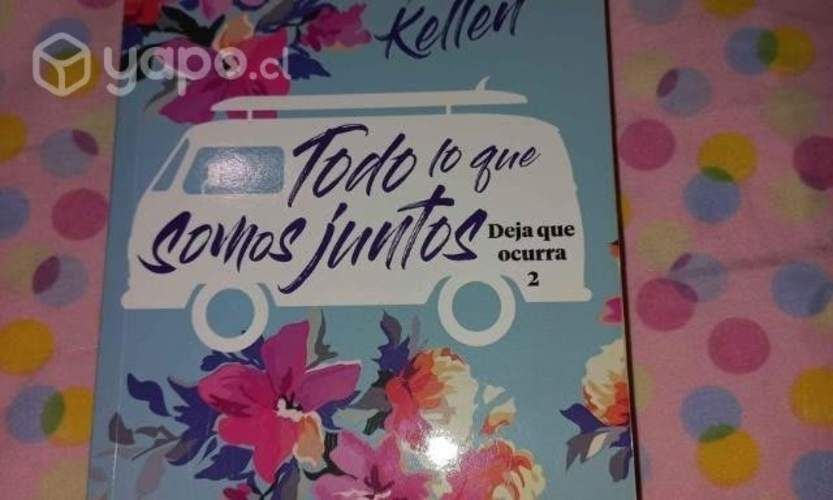 yapo.cl
Kellen
Todo lo que
somos juntos
Deja que
ocurra
2